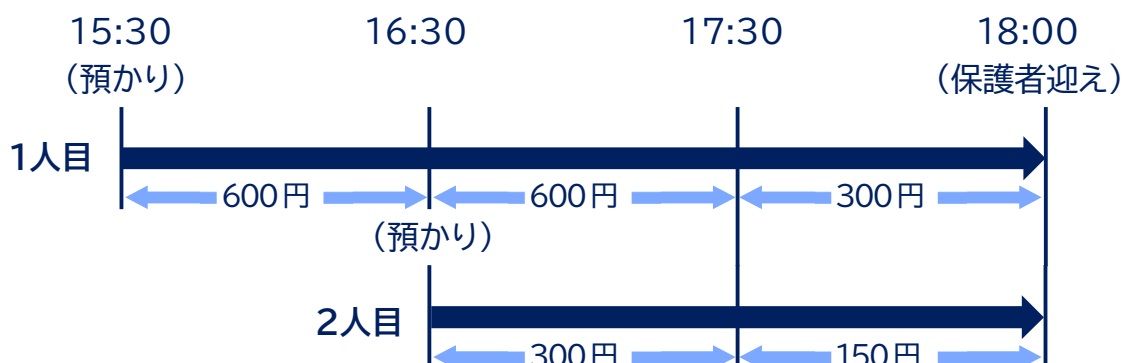 15:30 16:30 17:30 18:00
(預かり) (保護者迎え)
1人目
600円 600円 300円
(預かり)
2人目
300円 150円